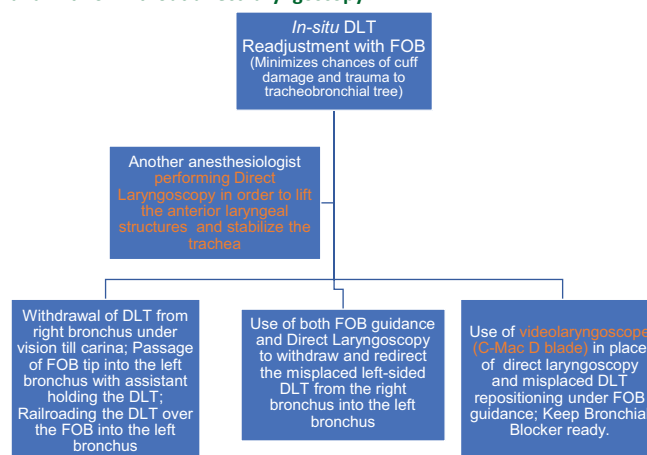 In-situ DLT
Readjustment with FOB
(Minimizes chances of cuff
damage and trauma to
tracheobronchial tree)
Another anesthesiologist
performing Direct
Laryngoscopy in order to lift
the anterior laryngeal
structures and stabilize the
trachea
Withdrawal of DLT from
right bronchus under
vision till carina; Passage
of FOB tip into the left
bronchus with assistant
holding the DLT;
Railroading the DLT over
the FOB into the left
bronchus
Use of both FOB guidance
and Direct Laryngoscopy to
withdraw and redirect
the misplaced left-sided
DLT from the right
bronchus into the left
bronchus
Use of videolaryngoscope
(C-Mac D blade) in place
of direct laryngoscopy
and misplaced DLT
repositioning under FOB
guidance; Keep Bronchial
Blocker ready.